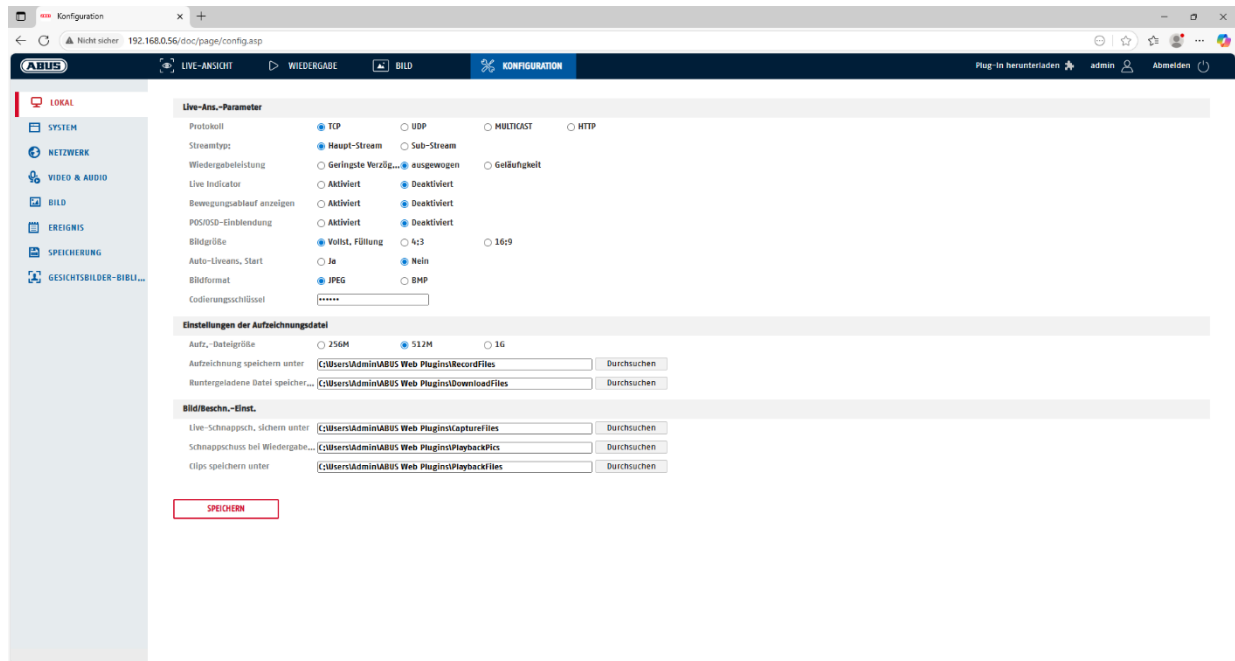 Konfiguration
Nicht sicher 192.168.0.56/doc/page/config.asp
ABUS LIVE-ANSICHT WIEDERGABE BILD KONFIGURATION Plug-in herunterladen admin Abmelden
LOKAL
SYSTEM
NETZWERK
VIDEO & AUDIO
BILD
EREIGNIS
SPEICHERUNG
GESICHTSBILDER-BIBLI...
Live-Ans.-Parameter
Protokoll TCP UDP MULTICAST HTTP
Streamtyp: Haupt-Stream Sub-Stream
Wiedergabeleistung Geringste Verzög... ausgewogen Geläufigkeit
Live Indicator Aktiviert Deaktiviert
Bewegungsablauf anzeigen Aktiviert Deaktiviert
POS/OSD-Einblendung Aktiviert Deaktiviert
Bildgröße Vollst. Füllung 4:3 16:9
Auto-Liveans. Start Ja Nein
Bildformat JPEG BMP
Codierungsschlüssel ••••••
Einstellungen der Aufzeichnungsdatei
Aufz.-Dateigröße 256M 512M 1G
Aufzeichnung speichern unter C:\Users\Admin\ABUS Web Plugins\RecordFiles Durchsuchen
Runtergeladene Datei speicher... C:\Users\Admin\ABUS Web Plugins\DownloadFiles Durchsuchen
Bild/Beschn.-Einst.
Live-Schnappsch. sichern unter C:\Users\Admin\ABUS Web Plugins\CaptureFiles Durchsuchen
Schnappschuss bei Wiedergabe... C:\Users\Admin\ABUS Web Plugins\PlaybackPics Durchsuchen
Clips speichern unter C:\Users\Admin\ABUS Web Plugins\PlaybackFiles Durchsuchen
SPEICHERN